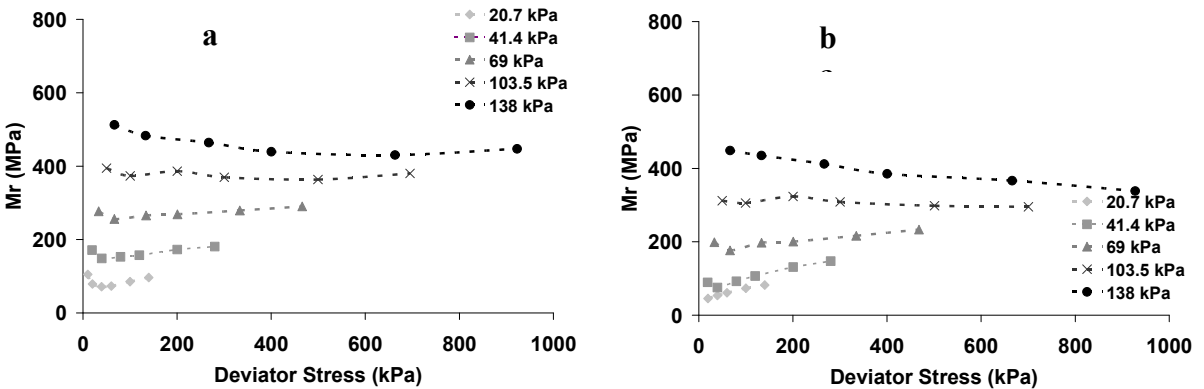 a
800
600
400
200
0
Mr (MPa)
0 200 400 600 800 1000
Deviator Stress (kPa)
20.7 kPa
41.4 kPa
69 kPa
103.5 kPa
138 kPa
b
800
600
400
200
0
Mr (MPa)
0 200 400 600 800 1000
Deviator Stress (kPa)
20.7 kPa
41.4 kPa
69 kPa
103.5 kPa
138 kPa